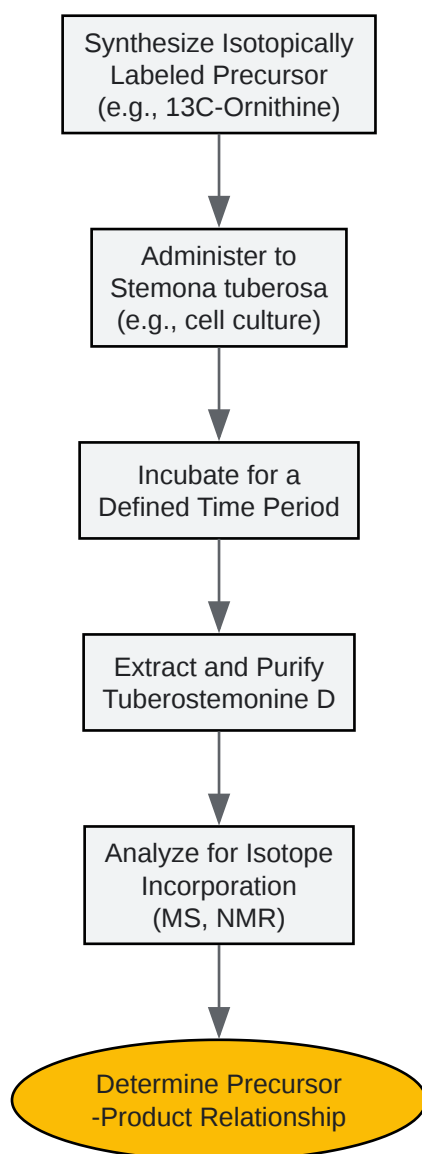 Synthesize Isotopically
Labeled Precursor
(e.g., 13C-Ornithine)
Administer to
Stemona tuberosa
(e.g., cell culture)
Incubate for a
Defined Time Period
Extract and Purify
Tuberostemonine D
Analyze for Isotope
Incorporation
(MS, NMR)
Determine Precursor
-Product Relationship